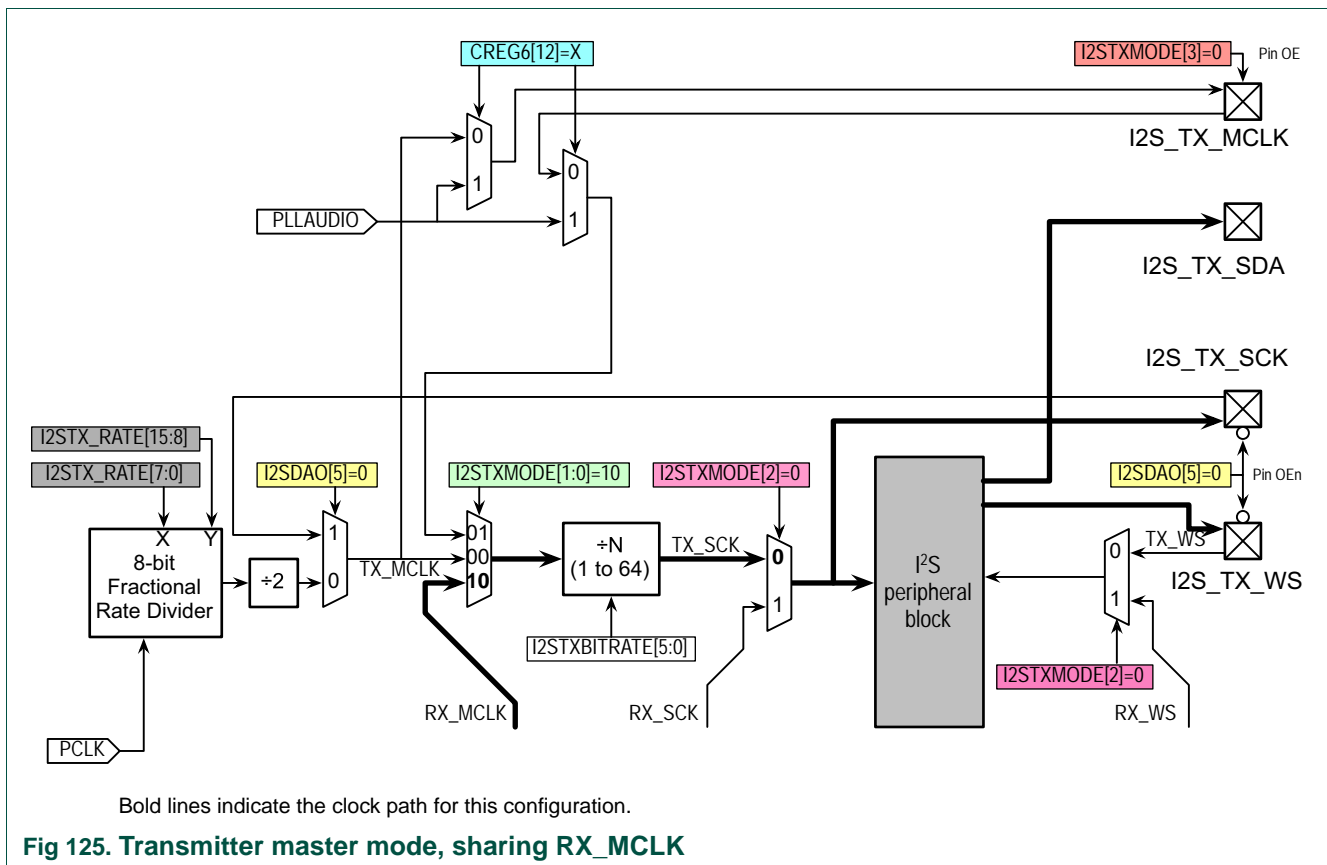 CREG6[12]=X
I2STXMODE[3]=0
Pin OE
0
1
0
1
I2S_TX_MCLK
PLLAUDIO
I2S_TX_SDA
I2S_TX_SCK
I2STX_RATE[15:8]
I2STX_RATE[7:0]
I2SDAO[5]=0
I2STXMODE[1:0]=10
I2STXMODE[2]=0
I2SDAO[5]=0
Pin OEn
X
Y
8-bit
Fractional
Rate Divider
÷2
1
0
TX_MCLK
01
00
10
÷N
(1 to 64)
TX_SCK
0
1
I2STXBITRATE[5:0]
I²S
peripheral
block
0
1
TX_WS
I2S_TX_WS
I2STXMODE[2]=0
RX_MCLK
RX_SCK
RX_WS
PCLK
Bold lines indicate the clock path for this configuration.
Fig 125. Transmitter master mode, sharing RX_MCLK